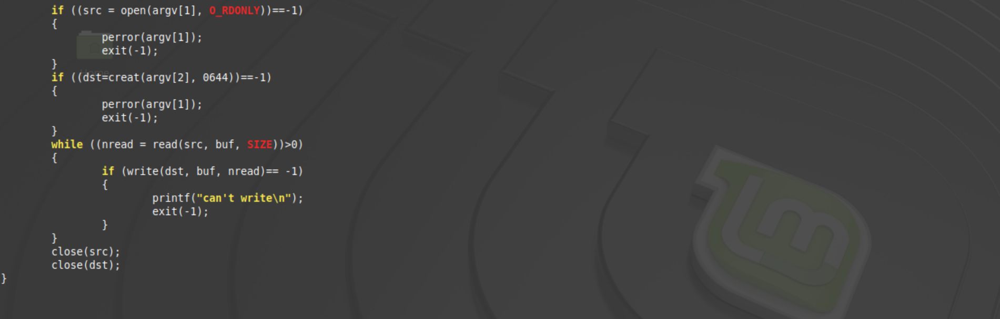 if ((src = open(argv[1], O_RDONLY))==-1)
{
perror(argv[1]);
exit(-1);
}
Home
if ((dst=creat(argv[2], 0644))==-1)
{
perror(argv[1]);
exit(-1);
}
while ((nread = read(src, buf, SIZE))>0)
{
if (write(dst, buf, nread)== -1)
{
printf("can't write\n");
exit(-1);
}
}
close(src);
close(dst);
}